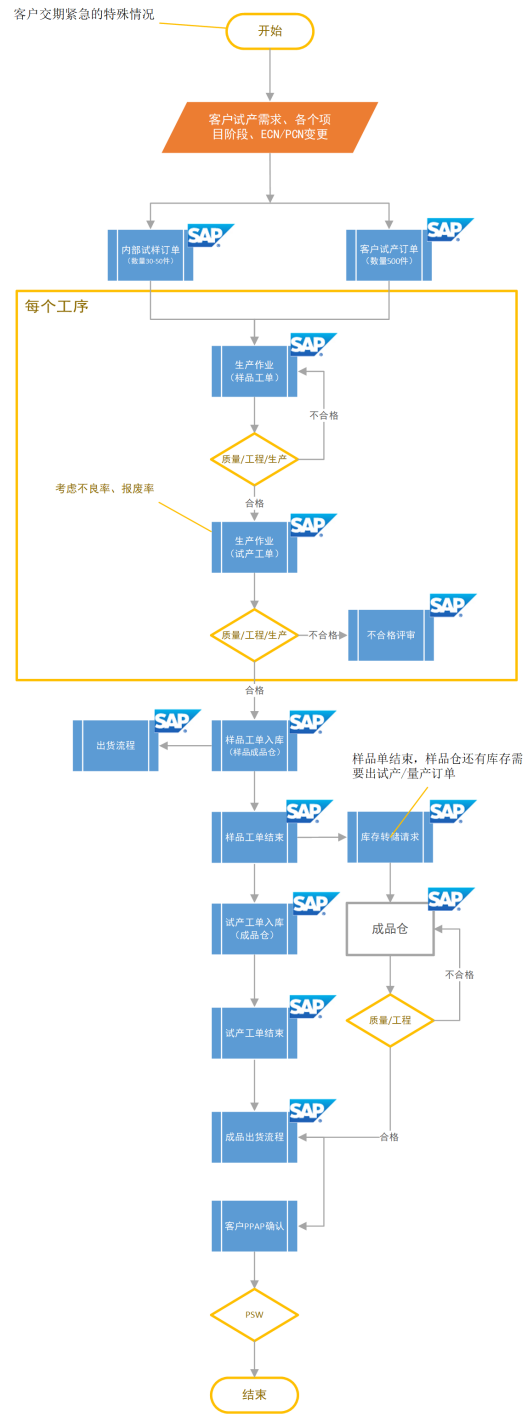 客户交期紧急的特殊情况
开始
客户试产需求、各个项
目阶段、ECN/PCN变更
SAP
SAP
内部试样订单
（数量30-50件）
客户试产订单
（数量500件）
每个工序
SAP
生产作业
（样品工单）
不合格
质量/工程/生产
考虑不良率、报废率
合格
SAP
生产作业
（试产工单）
SAP
质量/工程/生产
不合格
不合格评审
合格
SAP
SAP
出货流程
样品工单入库
（样品成品仓）
样品单结束，样品仓还有库存需
要出试产/量产订单
SAP
SAP
样品工单结束
库存转储请求
SAP
SAP
试产工单入库
（成品仓）
成品仓
不合格
SAP
质量/工程
试产工单结束
SAP
成品出货流程
合格
客户PPAP确认
PSW
结束